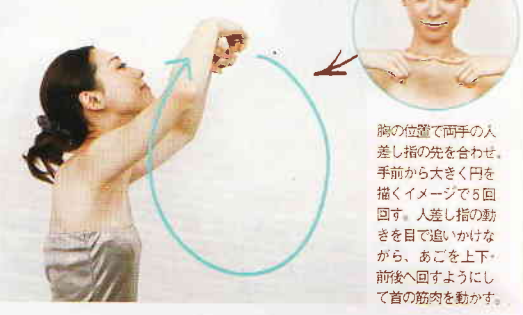 胸の位置で両手の人
差し指の先を合わせ、
手前から大きく円を
描くイメージで5回
回す。人差し指の動
きを目で追いかけな
がら、あごを上下・
前後へ回すようにし
て首の筋肉を動かす。